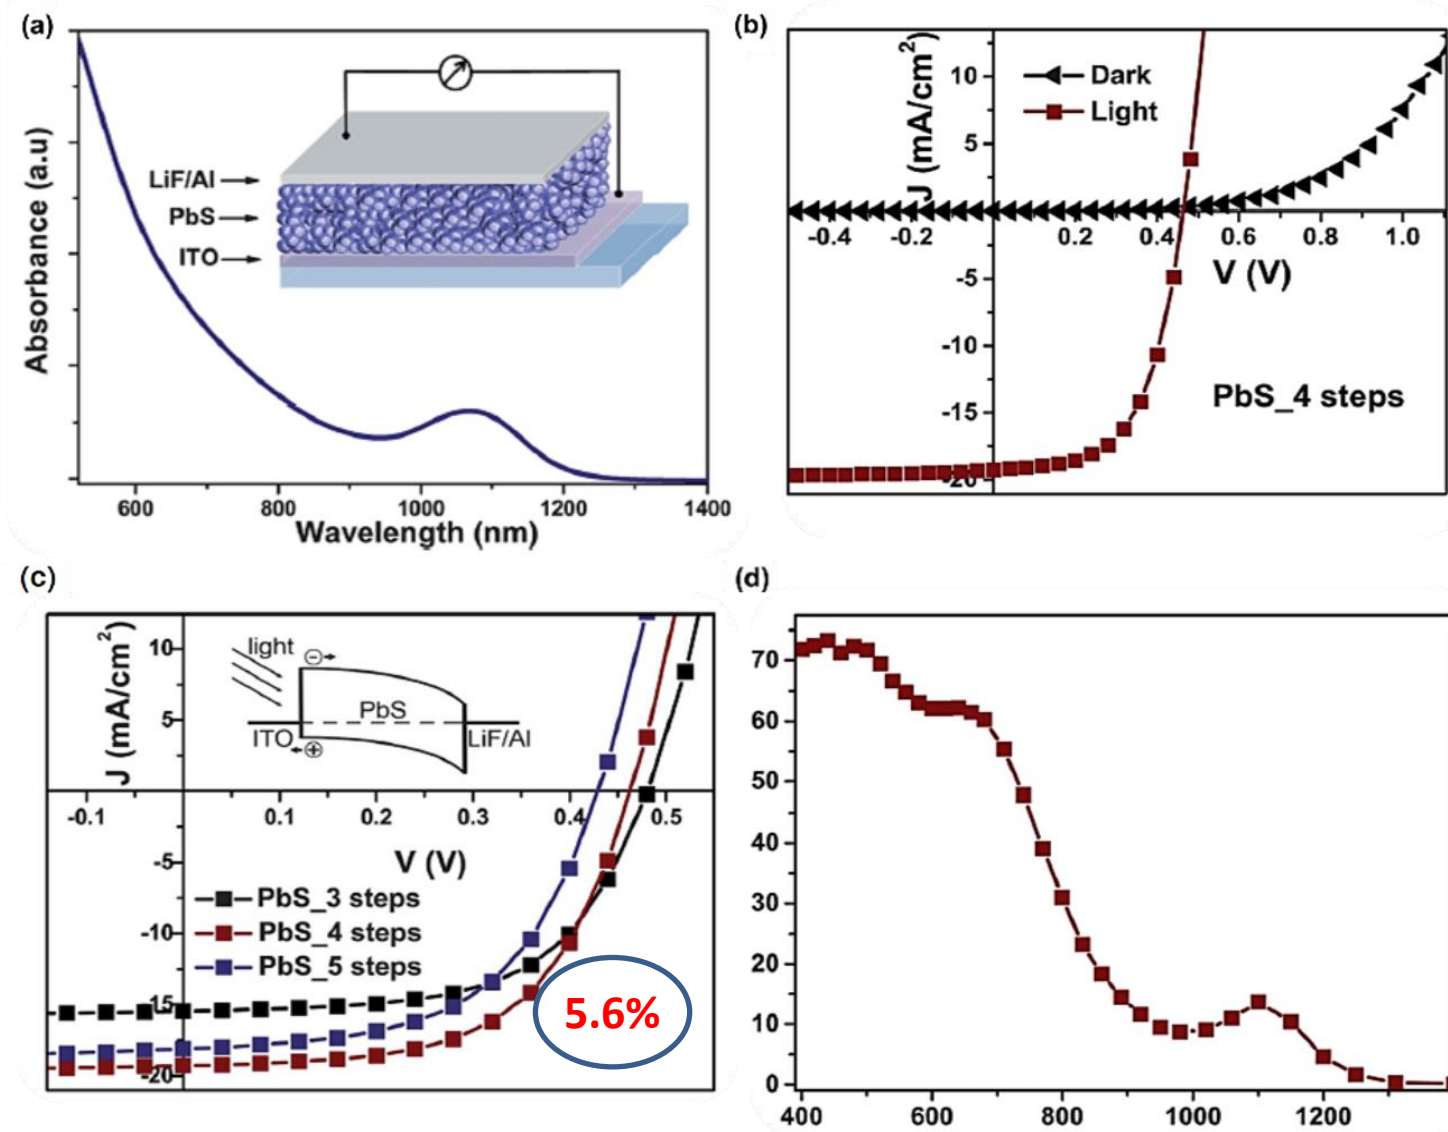 (a)
Absorbance (a.u)
LiF/Al
PbS
ITO
600 800 1000 1200 1400
Wavelength (nm)
(b)
J (mA/cm²)
Dark
Light
10
5
-0.4 -0.2 0.2 0.4 0.6 0.8 1.0
V (V)
-5
-10
-15
-20
PbS_4 steps
(c)
J (mA/cm²)
10
5
light
PbS
ITO
LiF/Al
-0.1 0.1 0.2 0.3 0.4 0.5
V (V)
-5
-10
-15
-20
PbS_3 steps
PbS_4 steps
PbS_5 steps
5.6%
(d)
70
60
50
40
30
20
10
0
400 600 800 1000 1200